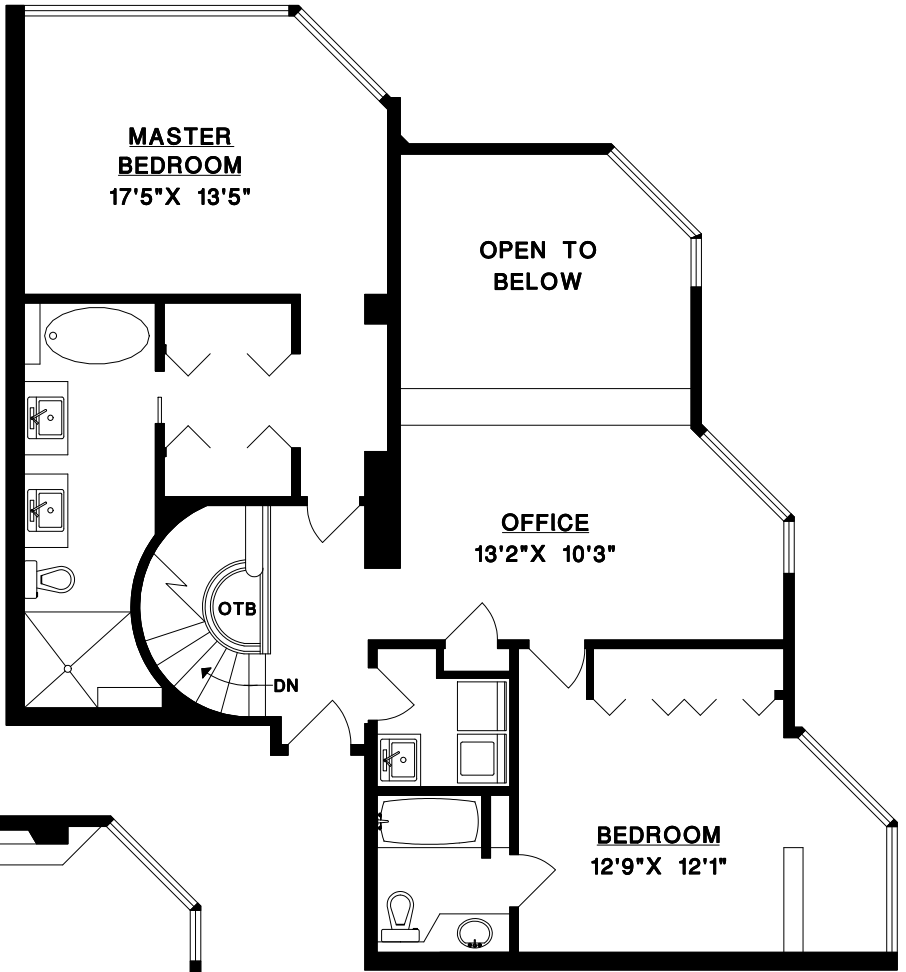 MASTER
BEDROOM
17'5"X 13'5"
OPEN TO
BELOW
OFFICE
13'2"X 10'3"
OTB
DN
BEDROOM
12'9"X 12'1"